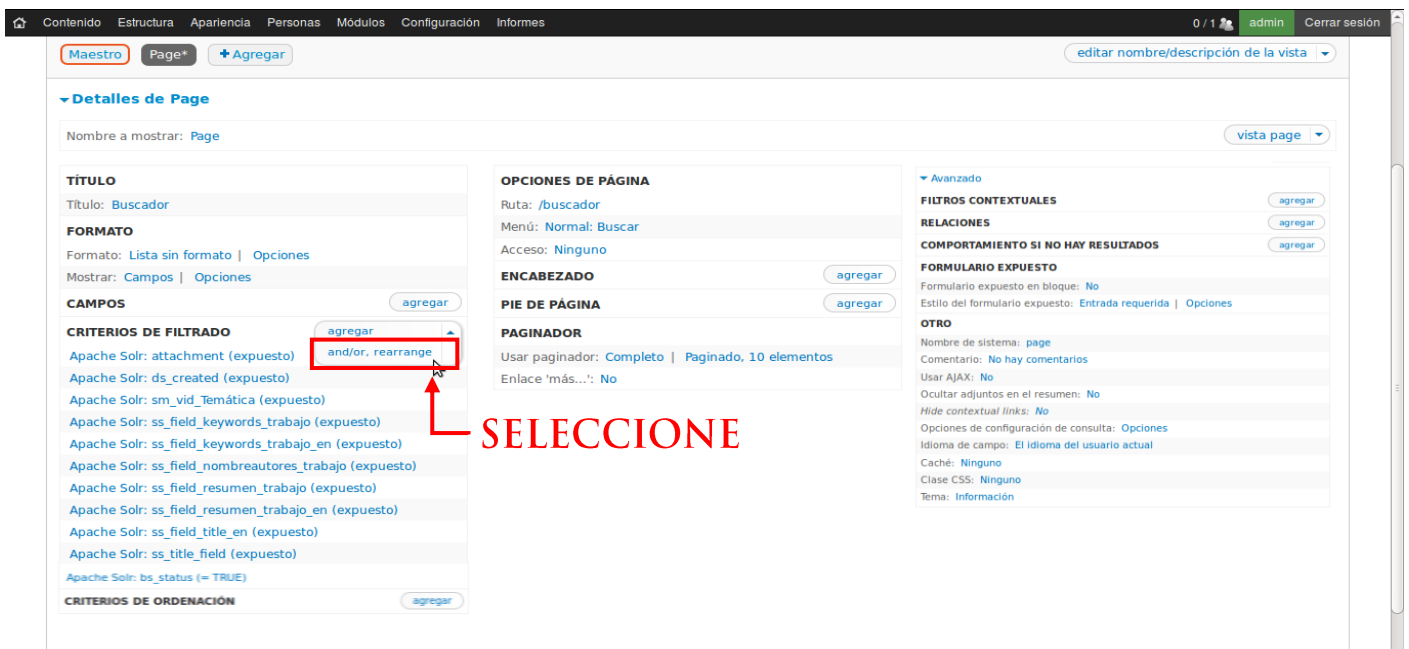 Contenido Estructura Apariencia Personas Módulos Configuración Informes 0 / 1 admin Cerrar sesión
Maestro Page* Agregar editar nombre/descripción de la vista
Detalles de Page
Nombre a mostrar: Page vista page
TÍTULO
Título: Buscador
FORMATO
Formato: Lista sin formato | Opciones
Mostrar: Campos | Opciones
CAMPOS agregar
CRITERIOS DE FILTRADO agregar
and/or, rearrange
Apache Solr: attachment (expuesto)
Apache Solr: ds_created (expuesto)
Apache Solr: sm_vid_Temática (expuesto)
Apache Solr: ss_field_keywords_trabajo (expuesto)
Apache Solr: ss_field_keywords_trabajo_en (expuesto)
Apache Solr: ss_field_nombreautores_trabajo (expuesto)
Apache Solr: ss_field_resumen_trabajo (expuesto)
Apache Solr: ss_field_resumen_trabajo_en (expuesto)
Apache Solr: ss_field_title_en (expuesto)
Apache Solr: ss_title_field (expuesto)
Apache Solr: bs_status (= TRUE)
CRITERIOS DE ORDENACIÓN agregar
OPCIONES DE PÁGINA
Ruta: /buscador
Menú: Normal: Buscar
Acceso: Ninguno
ENCABEZADO agregar
PIE DE PÁGINA agregar
PAGINADOR
Usar paginador: Completo | Paginado, 10 elementos
Enlace 'más...': No
SELECCIONE
Avanzado
FILTROS CONTEXTUALES agregar
RELACIONES agregar
COMPORTAMIENTO SI NO HAY RESULTADOS agregar
FORMULARIO EXPUESTO
Formulario expuesto en bloque: No
Estilo del formulario expuesto: Entrada requerida | Opciones
OTRO
Nombre de sistema: page
Comentario: No hay comentarios
Usar AJAX: No
Ocultar adjuntos en el resumen: No
Hide contextual links: No
Opciones de configuración de consulta: Opciones
Idioma de campo: El idioma del usuario actual
Caché: Ninguno
Clase CSS: Ninguno
Tema: Información